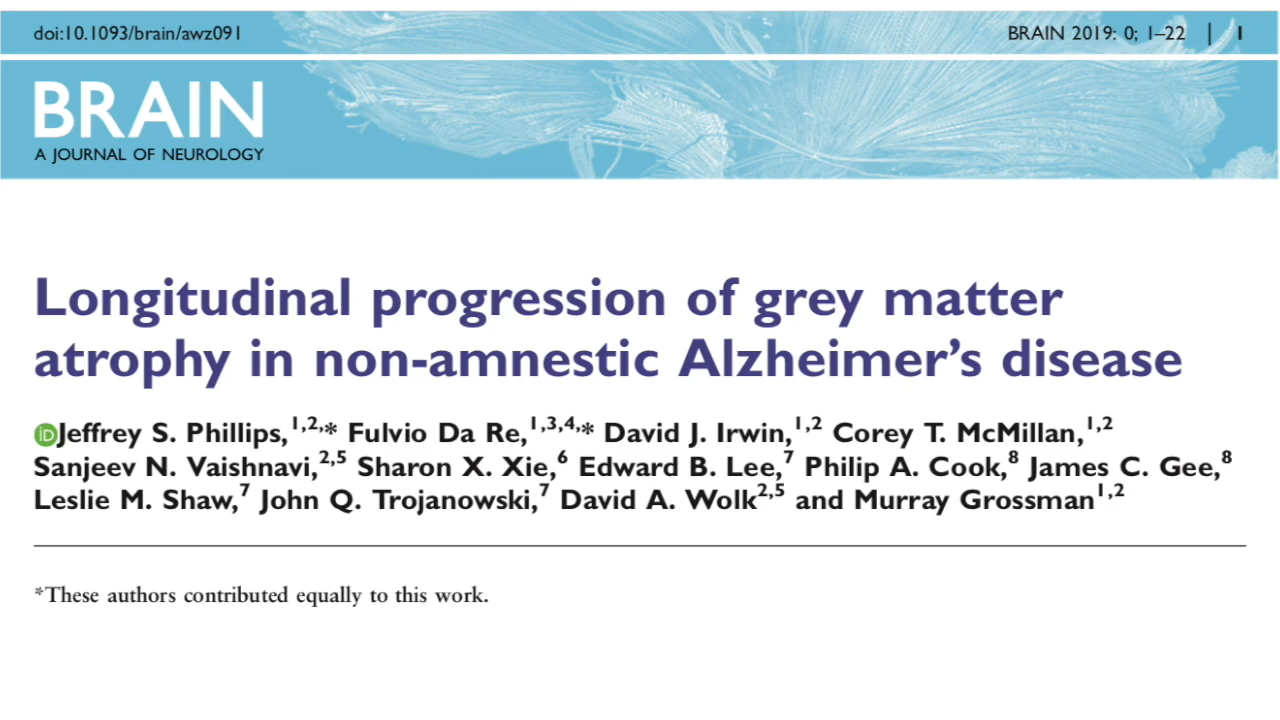 doi:10.1093/brain/awz091
BRAIN 2019: 0; 1–22 | 1
BRAIN
A JOURNAL OF NEUROLOGY
Longitudinal progression of grey matter
atrophy in non-amnestic Alzheimer’s disease
iD Jeffrey S. Phillips,1,2,* Fulvio Da Re,1,3,4,* David J. Irwin,1,2 Corey T. McMillan,1,2
Sanjeev N. Vaishnavi,2,5 Sharon X. Xie,6 Edward B. Lee,7 Philip A. Cook,8 James C. Gee,8
Leslie M. Shaw,7 John Q. Trojanowski,7 David A. Wolk2,5 and Murray Grossman1,2
*These authors contributed equally to this work.